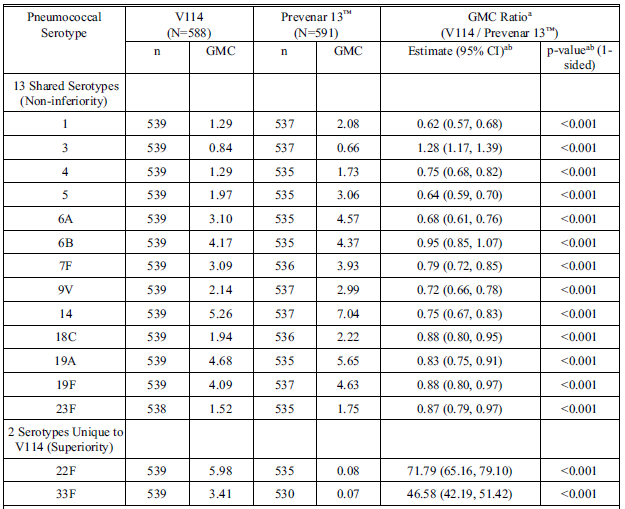 Pneumococcal Serotype V114 (N=588) Prevenar 13™ (N=591) GMC Ratioᵃ (V114 / Prevenar 13™)
n GMC n GMC Estimate (95% CI)ᵃᵇ p-valueᵃᵇ (1-sided)
13 Shared Serotypes
(Non-inferiority)
1 539 1.29 537 2.08 0.62 (0.57, 0.68) <0.001
3 539 0.84 537 0.66 1.28 (1.17, 1.39) <0.001
4 539 1.29 535 1.73 0.75 (0.68, 0.82) <0.001
5 539 1.97 535 3.06 0.64 (0.59, 0.70) <0.001
6A 539 3.10 535 4.57 0.68 (0.61, 0.76) <0.001
6B 539 4.17 535 4.37 0.95 (0.85, 1.07) <0.001
7F 539 3.09 536 3.93 0.79 (0.72, 0.85) <0.001
9V 539 2.14 537 2.99 0.72 (0.66, 0.78) <0.001
14 539 5.26 537 7.04 0.75 (0.67, 0.83) <0.001
18C 539 1.94 536 2.22 0.88 (0.80, 0.95) <0.001
19A 539 4.68 535 5.65 0.83 (0.75, 0.91) <0.001
19F 539 4.09 537 4.63 0.88 (0.80, 0.97) <0.001
23F 538 1.52 535 1.75 0.87 (0.79, 0.97) <0.001
2 Serotypes Unique to
V114 (Superiority)
22F 539 5.98 535 0.08 71.79 (65.16, 79.10) <0.001
33F 539 3.41 530 0.07 46.58 (42.19, 51.42) <0.001